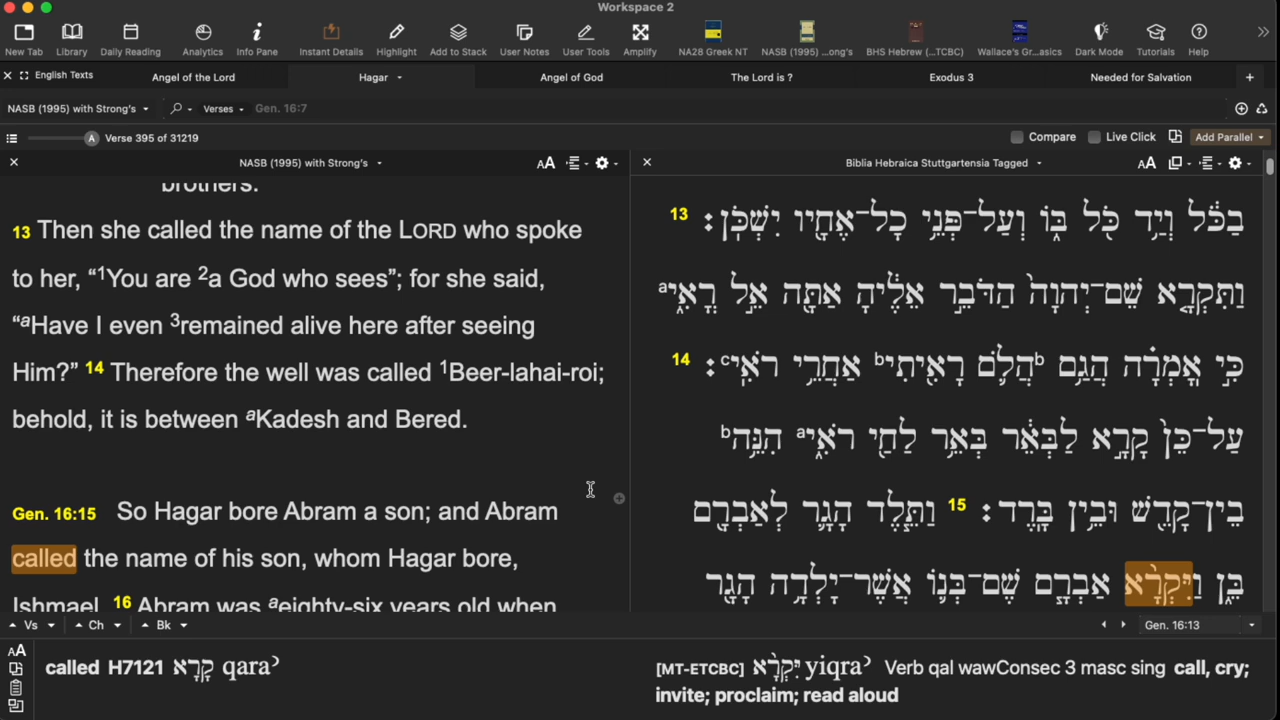 Workspace 2
New Tab Library Daily Reading Analytics Info Pane Instant Details Highlight Add to Stack User Notes User Tools Amplify NA28 Greek NT NASB (1995) ...ong's BHS Hebrew (...TCBC) Wallace's Gr...asics Dark Mode Tutorials Help
English Texts Angel of the Lord Hagar Angel of God The Lord is ? Exodus 3 Needed for Salvation
NASB (1995) with Strong's Verses Gen. 16:7
A Verse 395 of 31219 Compare Live Click Add Parallel
NASB (1995) with Strong's
brothers.
13 Then she called the name of the LORD who spoke
to her, “1You are 2a God who sees”; for she said,
“aHave I even 3remained alive here after seeing
Him?” 14 Therefore the well was called 1Beer-lahai-roi;
behold, it is between aKadesh and Bered.
Gen. 16:15 So Hagar bore Abram a son; and Abram
called the name of his son, whom Hagar bore,
Ishmael. 16 Abram was aeighty-six years old when
Biblia Hebraica Stuttgartensia Tagged
בַכֹּ֔ל וְיַ֥ד כֹּ֖ל בּ֑וֹ וְעַל־פְּנֵ֥י כָל־אֶחָ֖יו יִשְׁכֹּֽן׃ 13
וַתִּקְרָ֤א שֵׁם־יְהוָה֙ הַדֹּבֵ֣ר אֵלֶ֔יהָ אַתָּ֖ה אֵ֣ל רֳאִ֑יa
כִּ֣י אָֽמְרָ֗ה הֲגַ֥ם bהֲלֹ֛ם רָאִ֖יתִיb אַחֲרֵ֥י רֹאִֽיc׃ 14
עַל־כֵּן֙ קָרָ֣א לַבְּאֵ֔ר בְּאֵ֥ר לַחַ֖י רֹאִ֑יa הִנֵּ֥הb
בֵין־קָדֵ֖שׁ וּבֵ֥ין בָּֽרֶד׃ 15 וַתֵּ֧לֶד הָגָ֛ר לְאַבְרָ֖ם
בֵּ֑ן וַיִּקְרָ֨א אַבְרָ֧ם שֶׁם־בְּנ֛וֹ אֲשֶׁר־יָלְדָ֥ה הָגָ֖ר
Vs Ch Bk Gen. 16:13
called H7121 קָרָא qaraʾ
[MT-ETCBC] יִּקְרָ֨א yiqraʾ Verb qal wawConsec 3 masc sing call, cry;
invite; proclaim; read aloud